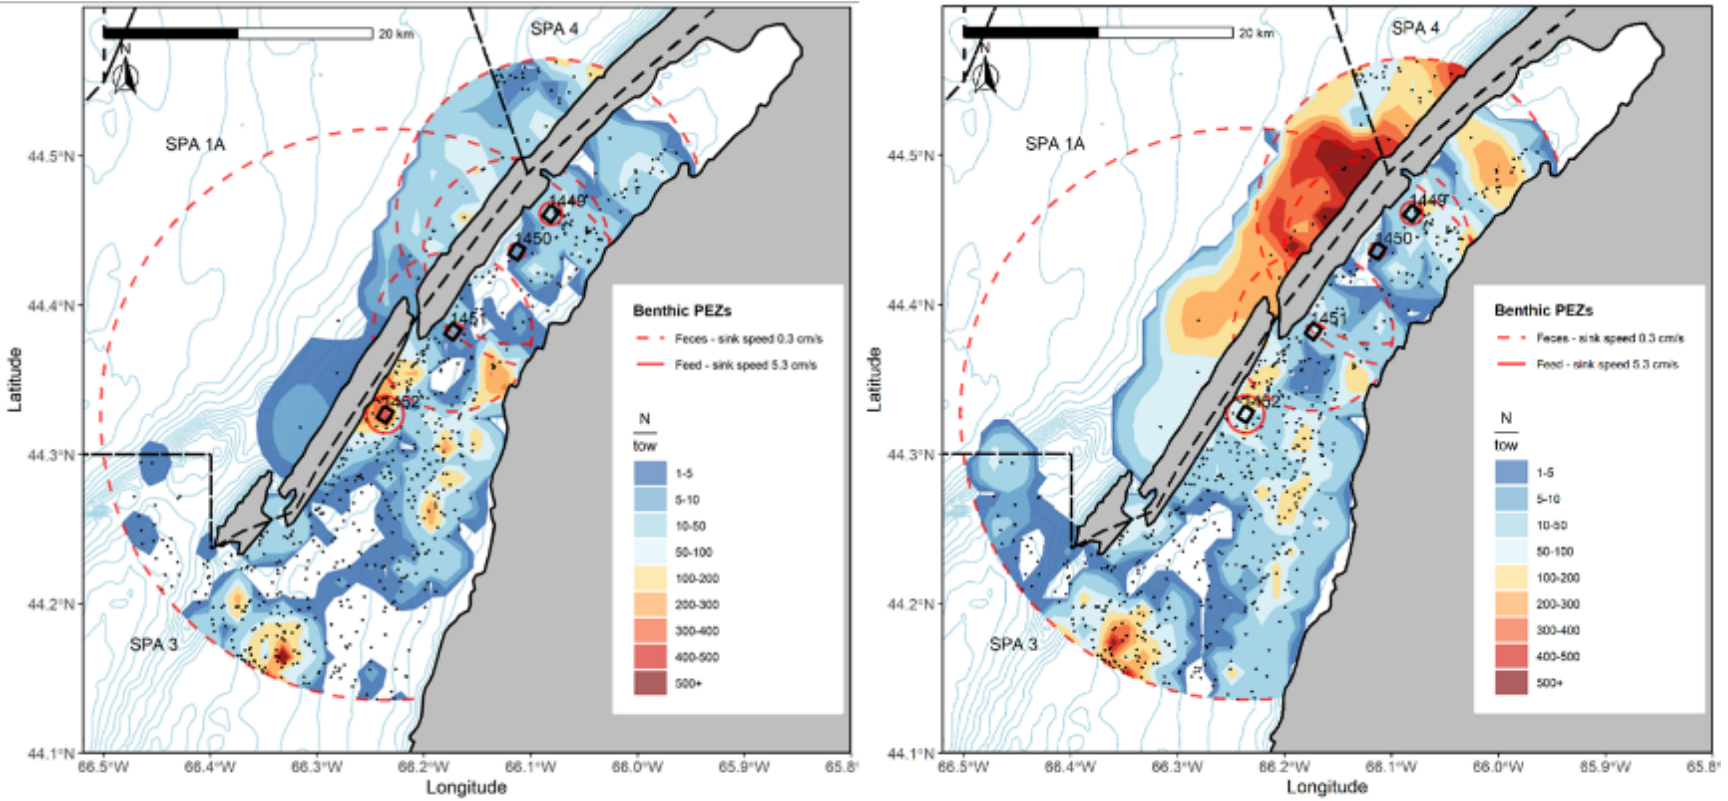 SPA 4
20 km
N
SPA 1A
44.5°N
1449
1450
44.4°N
1451
Benthic PEZs
Feces - sink speed 0.3 cm/s
Feed - sink speed 5.3 cm/s
Latitude
1452
N
tow
44.3°N
1-5
5-10
10-50
50-100
100-200
44.2°N
200-300
300-400
SPA 3
400-500
500+
44.1°N
66.5°W 66.4°W 66.3°W 66.2°W 66.1°W 66.0°W 65.9°W 65.8°
Longitude
SPA 4
20 km
N
SPA 1A
44.5°N
1449
1450
44.4°N
1451
Benthic PEZs
Feces - sink speed 0.3 cm/s
Feed - sink speed 5.3 cm/s
Latitude
1452
N
tow
44.3°N
1-5
5-10
10-50
50-100
100-200
44.2°N
200-300
300-400
SPA 3
400-500
500+
44.1°N
66.5°W 66.4°W 66.3°W 66.2°W 66.1°W 66.0°W 65.9°W 65.8°
Longitude